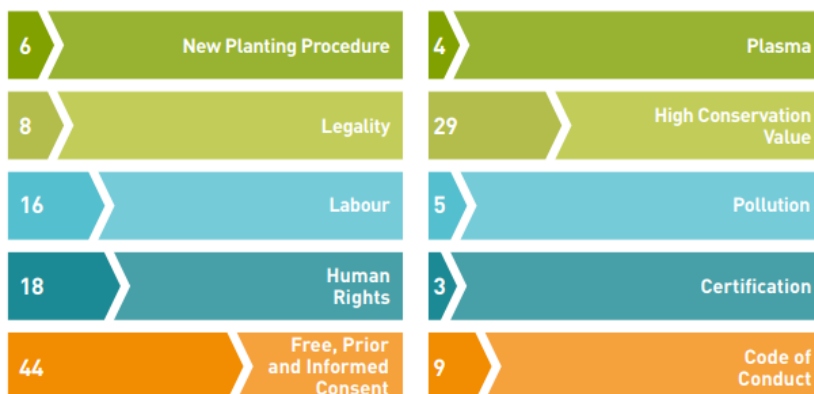 6 New Planting Procedure
4 Plasma
8 Legality
29 High Conservation
Value
16 Labour
5 Pollution
18 Human
Rights
3 Certification
44 Free, Prior
and Informed
Consent
9 Code of
Conduct